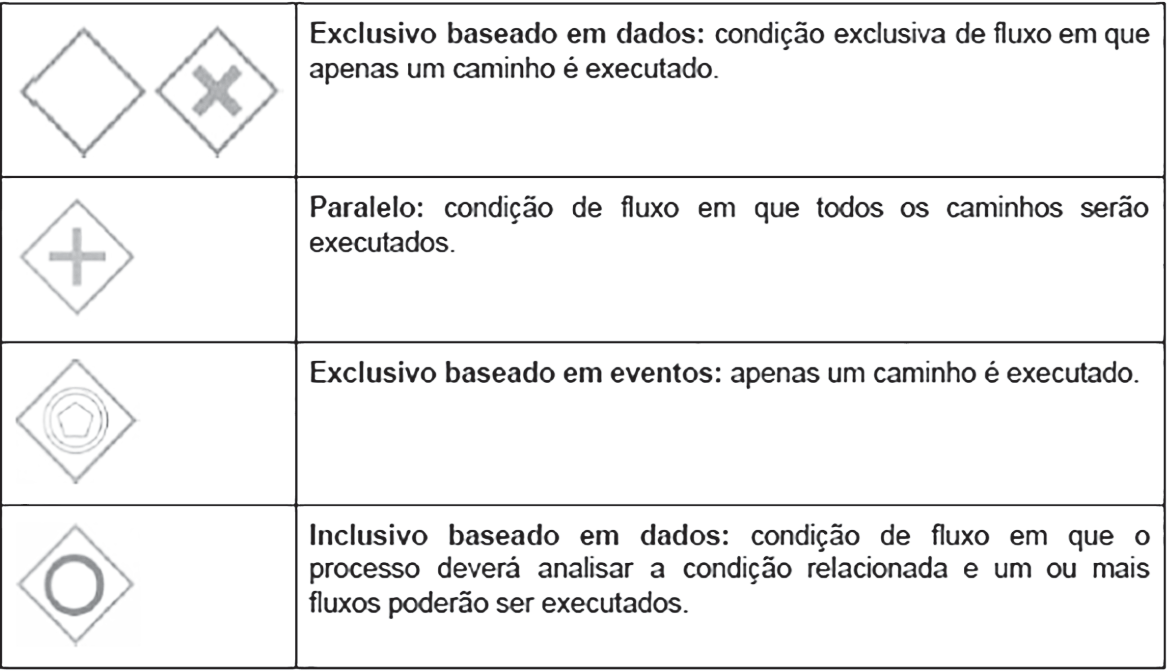 Exclusivo baseado em dados: condição exclusiva de fluxo em que
apenas um caminho é executado.
Paralelo: condição de fluxo em que todos os caminhos serão
executados.
Exclusivo baseado em eventos: apenas um caminho é executado.
Inclusivo baseado em dados: condição de fluxo em que o
processo deverá analisar a condição relacionada e um ou mais
fluxos poderão ser executados.